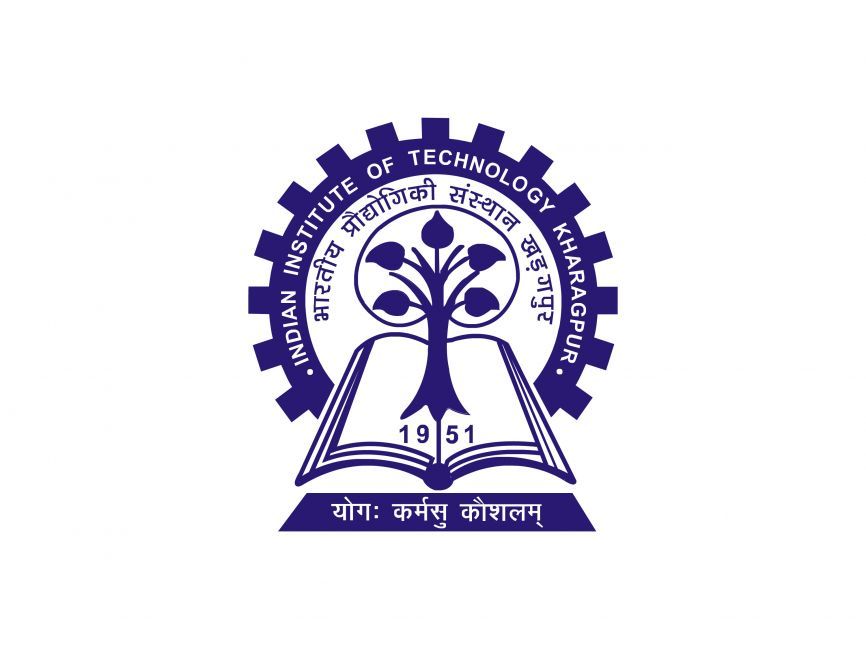 • INDIAN INSTITUTE OF TECHNOLOGY KHARAGPUR •
भारतीय प्रौद्योगिकी संस्थान खड़गपुर
1951
योगः कर्मसु कौशलम्